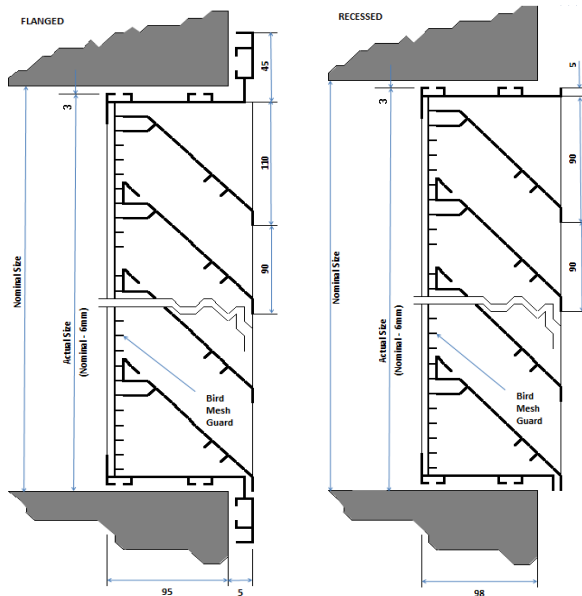 FLANGED
45
3
110
90
Nominal Size
Actual Size
(Nominal - 6mm)
Bird
Mesh
Guard
95
5
RECESSED
5
3
90
90
Nominal Size
Actual Size
(Nominal - 6mm)
Bird
Mesh
Guard
98